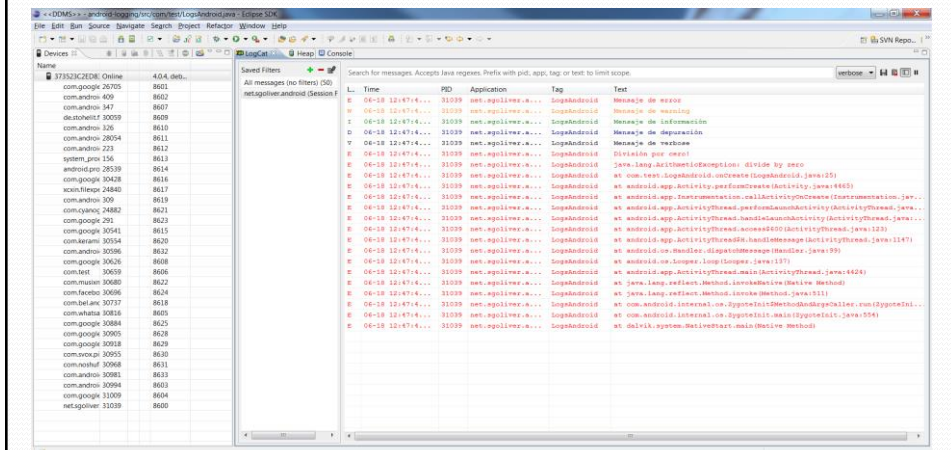 <<DDMS>> - android-logging/src/com/test/LogsAndroid.java - Eclipse SDK
File Edit Run Source Navigate Search Project Refactor Window Help
SVN Repo...
Devices
Name
373523C2ED8: Online 4.0.4, deb...
com.google 26705 8601
com.androi 409 8602
com.androi 347 8607
de.stohelit.f 30059 8609
com.androi 326 8610
com.androi 28054 8611
com.androi 223 8612
system_proc 156 8613
android.pro 28539 8614
com.google 30428 8616
xcxin.filexpe 24840 8617
com.androi 309 8619
com.cyanog 24882 8621
com.google 291 8623
com.google 30541 8615
com.kerami 30554 8620
com.androi 30596 8632
com.google 30626 8608
com.test 30659 8606
30680 8622
com.facebo 30696 8624
com.bel.anc 30737 8618
com.whatsa 30816 8605
com.google 30884 8625
com.google 30905 8628
com.google 30918 8629
com.svox.pi 30955 8630
com.noshuf 30968 8631
com.androi 30981 8633
com.androi 30994 8603
com.google 31009 8604
net.sgoliver 31039 8600
LogCat Heap Console
Saved Filters
All messages (no filters) (50)
net.sgoliver.android (Session F
Search for messages. Accepts Java regexes. Prefix with pid:, app:, tag: or text: to limit scope.
verbose
L... Time PID Application Tag Text
E 06-18 12:47:4... 31039 net.sgoliver.a... LogsAndroid Mensaje de error
W 06-18 12:47:4... 31039 net.sgoliver.a... LogsAndroid Mensaje de warning
I 06-18 12:47:4... 31039 net.sgoliver.a... LogsAndroid Mensaje de información
D 06-18 12:47:4... 31039 net.sgoliver.a... LogsAndroid Mensaje de depuración
V 06-18 12:47:4... 31039 net.sgoliver.a... LogsAndroid Mensaje de verbose
E 06-18 12:47:4... 31039 net.sgoliver.a... LogsAndroid División por cero!
E 06-18 12:47:4... 31039 net.sgoliver.a... LogsAndroid java.lang.ArithmeticException: divide by zero
E 06-18 12:47:4... 31039 net.sgoliver.a... LogsAndroid at com.test.LogsAndroid.onCreate(LogsAndroid.java:25)
E 06-18 12:47:4... 31039 net.sgoliver.a... LogsAndroid at android.app.Activity.performCreate(Activity.java:4465)
E 06-18 12:47:4... 31039 net.sgoliver.a... LogsAndroid at android.app.Instrumentation.callActivityOnCreate(Instrumentation.jav...
E 06-18 12:47:4... 31039 net.sgoliver.a... LogsAndroid at android.app.ActivityThread.performLaunchActivity(ActivityThread.java...
E 06-18 12:47:4... 31039 net.sgoliver.a... LogsAndroid at android.app.ActivityThread.handleLaunchActivity(ActivityThread.java:...
E 06-18 12:47:4... 31039 net.sgoliver.a... LogsAndroid at android.app.ActivityThread.access$600(ActivityThread.java:123)
E 06-18 12:47:4... 31039 net.sgoliver.a... LogsAndroid at android.app.ActivityThread$H.handleMessage(ActivityThread.java:1147)
E 06-18 12:47:4... 31039 net.sgoliver.a... LogsAndroid at android.os.Handler.dispatchMessage(Handler.java:99)
E 06-18 12:47:4... 31039 net.sgoliver.a... LogsAndroid at android.os.Looper.loop(Looper.java:137)
E 06-18 12:47:4... 31039 net.sgoliver.a... LogsAndroid at android.app.ActivityThread.main(ActivityThread.java:4424)
E 06-18 12:47:4... 31039 net.sgoliver.a... LogsAndroid at java.lang.reflect.Method.invokeNative(Native Method)
E 06-18 12:47:4... 31039 net.sgoliver.a... LogsAndroid at java.lang.reflect.Method.invoke(Method.java:511)
E 06-18 12:47:4... 31039 net.sgoliver.a... LogsAndroid at com.android.internal.os.ZygoteInit$MethodAndArgsCaller.run(ZygoteIni...
E 06-18 12:47:4... 31039 net.sgoliver.a... LogsAndroid at com.android.internal.os.ZygoteInit.main(ZygoteInit.java:554)
E 06-18 12:47:4... 31039 net.sgoliver.a... LogsAndroid at dalvik.system.NativeStart.main(Native Method)